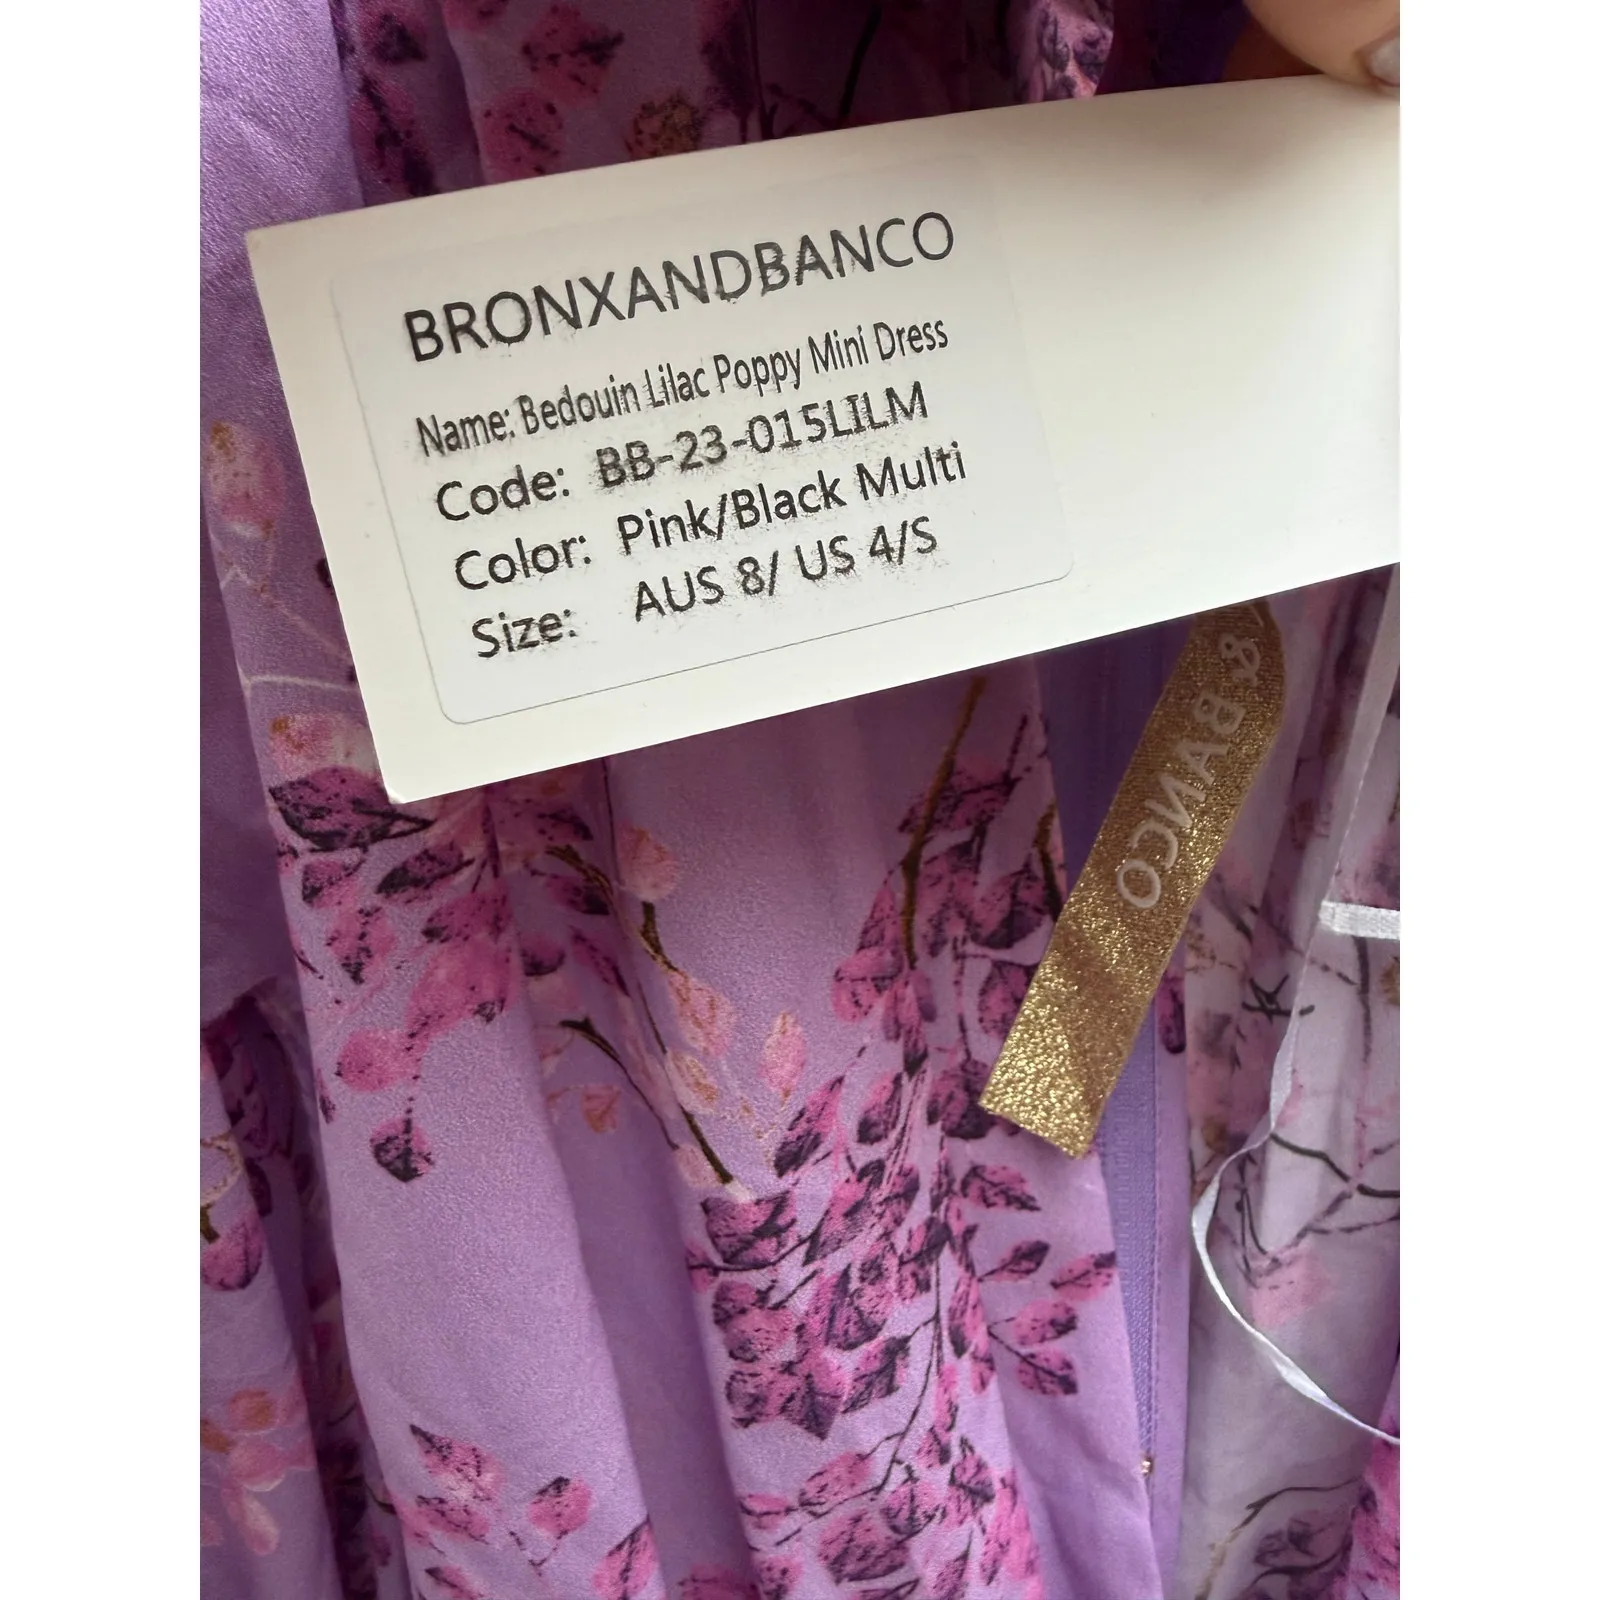 BRONXANDBANCO
Name: Bedouin Lilac Poppy Mini Dress
Code: BB-23-015LILM
Color: Pink/Black Multi
Size: AUS 8/ US 4/S
& BANCO